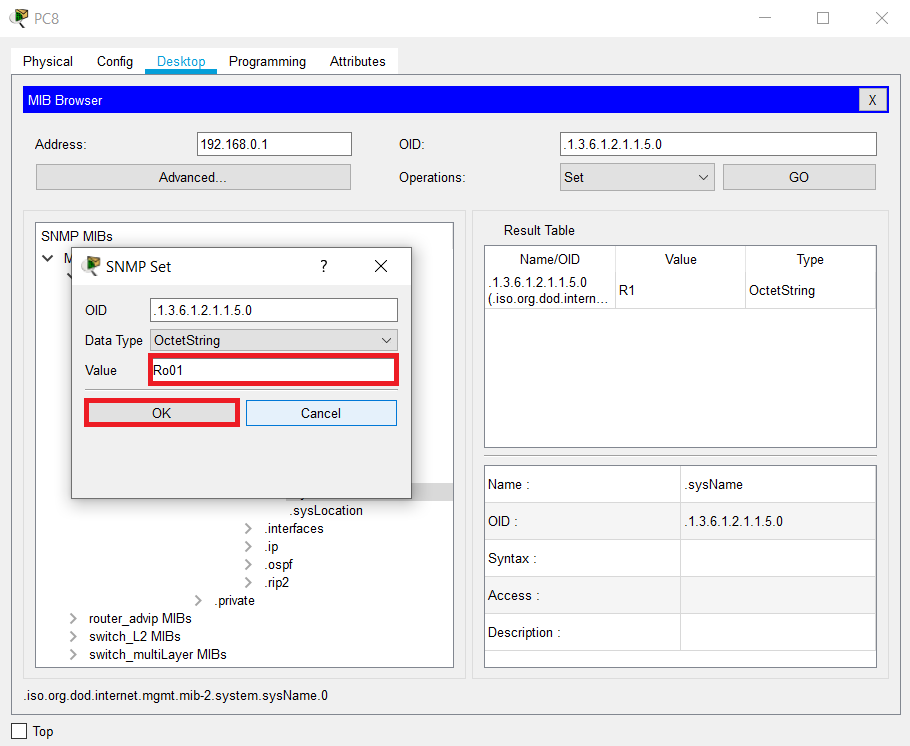 PC8
Physical Config Desktop Programming Attributes
MIB Browser X
Address: 192.168.0.1 OID: .1.3.6.1.2.1.1.5.0
Advanced... Operations: Set GO
SNMP MIBs
SNMP Set ?
OID .1.3.6.1.2.1.1.5.0
Data Type OctetString
Value Ro01
OK Cancel
.sysLocation
.interfaces
.ip
.ospf
.rip2
.private
router_advip MIBs
switch_L2 MIBs
switch_multiLayer MIBs
Result Table
Name/OID Value Type
.1.3.6.1.2.1.1.5.0
(.iso.org.dod.intern... R1 OctetString
Name : .sysName
OID : .1.3.6.1.2.1.1.5.0
Syntax :
Access :
Description :
.iso.org.dod.internet.mgmt.mib-2.system.sysName.0
Top